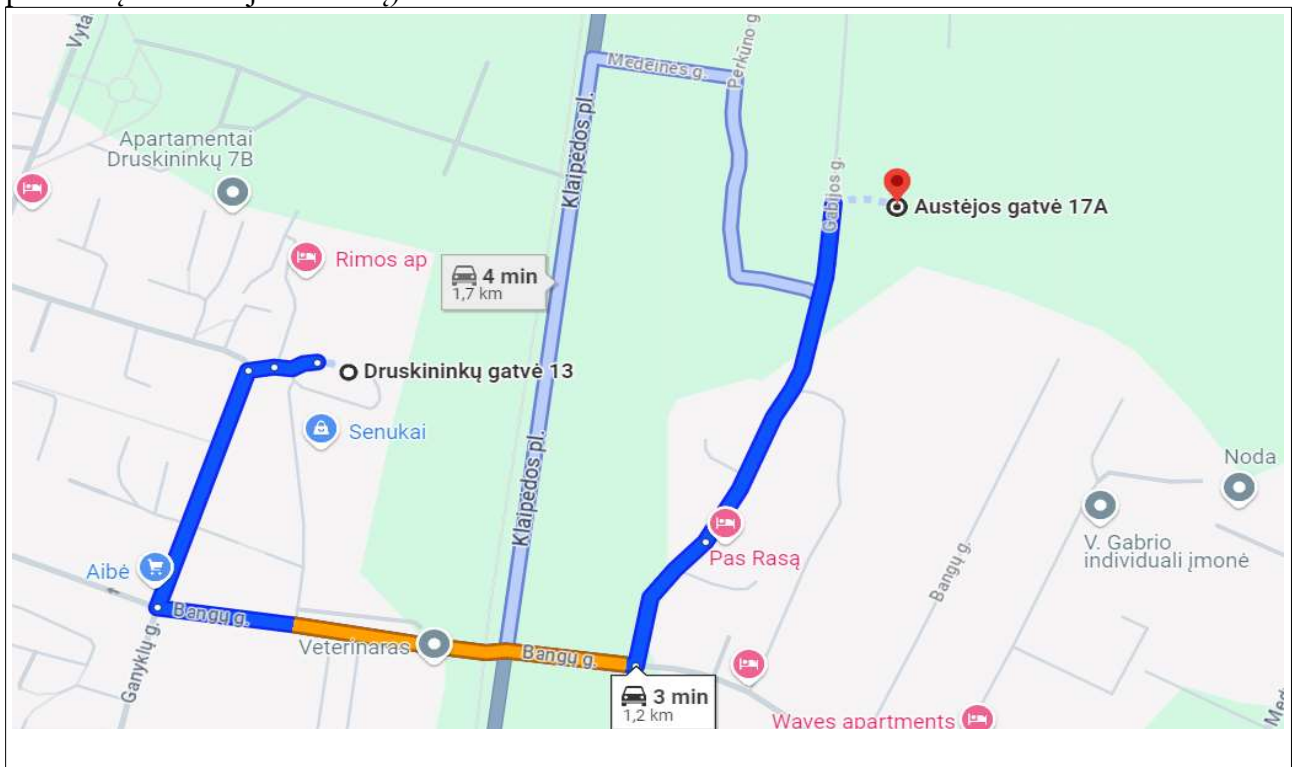 Vyta
Medeinės g.
Perkūno g
Apartamentai
Druskininkų 7B
Klaipėdos pl.
Gabijos g.
Austėjos gatvė 17A
Rimos ap
4 min
1,7 km
Druskininkų gatvė 13
Senukai
Klaipėdos pl.
Noda
Pas Rasą
V. Gabrio
individuali įmonė
Aibė
Bangų g.
Bangų g.
Veterinaras
Bangų g.
Ganyklų g.
3 min
1,2 km
Waves apartments